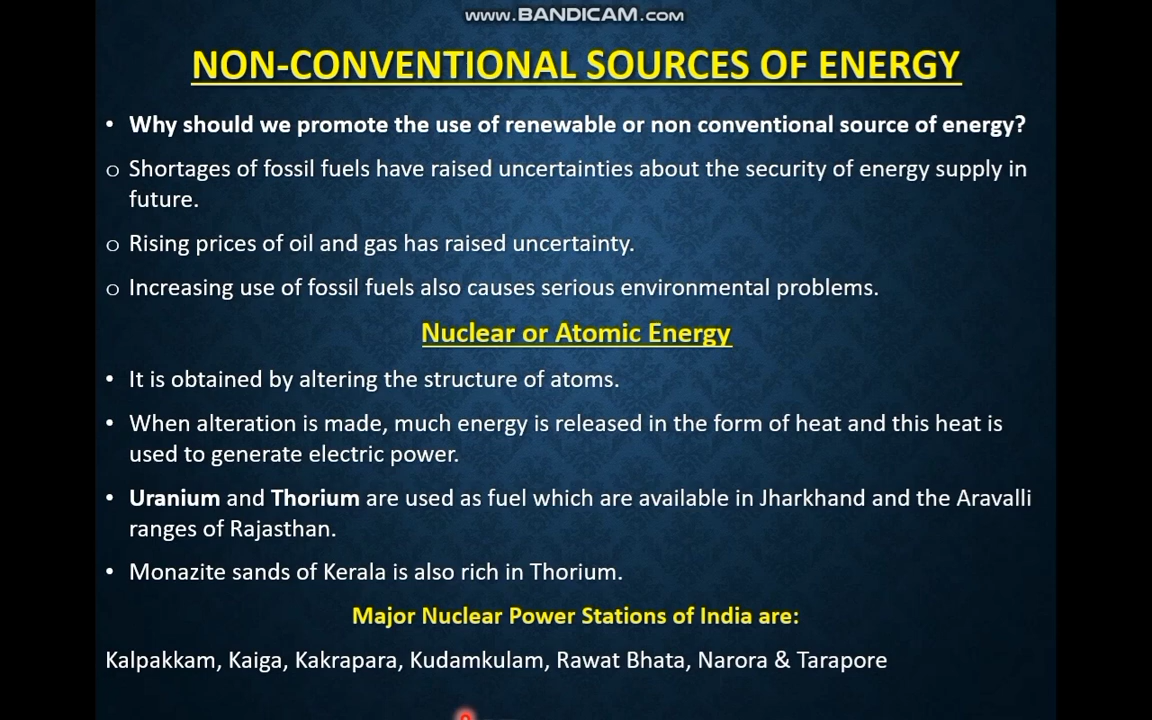 www.BANDICAM.com
NON-CONVENTIONAL SOURCES OF ENERGY
• Why should we promote the use of renewable or non conventional source of energy?
o Shortages of fossil fuels have raised uncertainties about the security of energy supply in
future.
o Rising prices of oil and gas has raised uncertainty.
o Increasing use of fossil fuels also causes serious environmental problems.
Nuclear or Atomic Energy
• It is obtained by altering the structure of atoms.
• When alteration is made, much energy is released in the form of heat and this heat is
used to generate electric power.
• Uranium and Thorium are used as fuel which are available in Jharkhand and the Aravalli
ranges of Rajasthan.
• Monazite sands of Kerala is also rich in Thorium.
Major Nuclear Power Stations of India are:
Kalpakkam, Kaiga, Kakrapara, Kudamkulam, Rawat Bhata, Narora & Tarapore